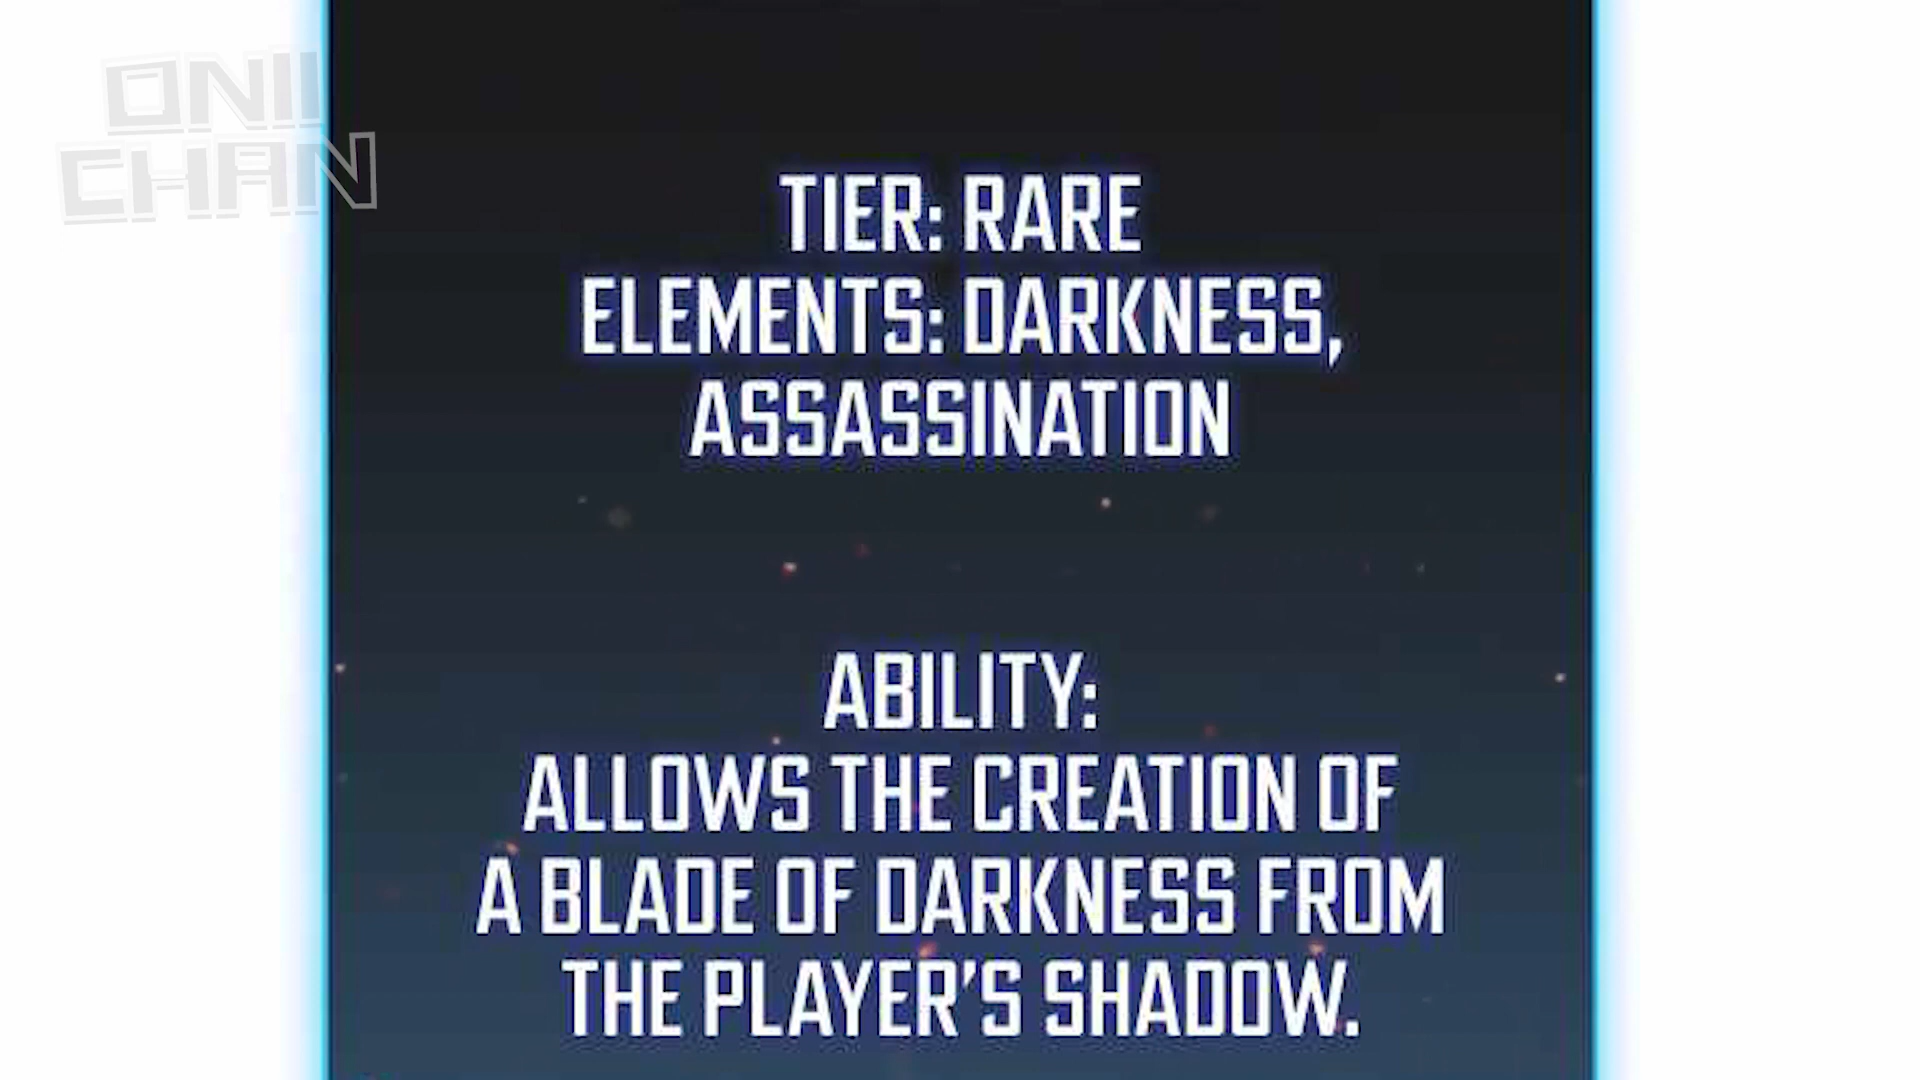 ONII
CHAN
TIER: RARE
ELEMENTS: DARKNESS,
ASSASSINATION
ABILITY:
ALLOWS THE CREATION OF
A BLADE OF DARKNESS FROM
THE PLAYER'S SHADOW.